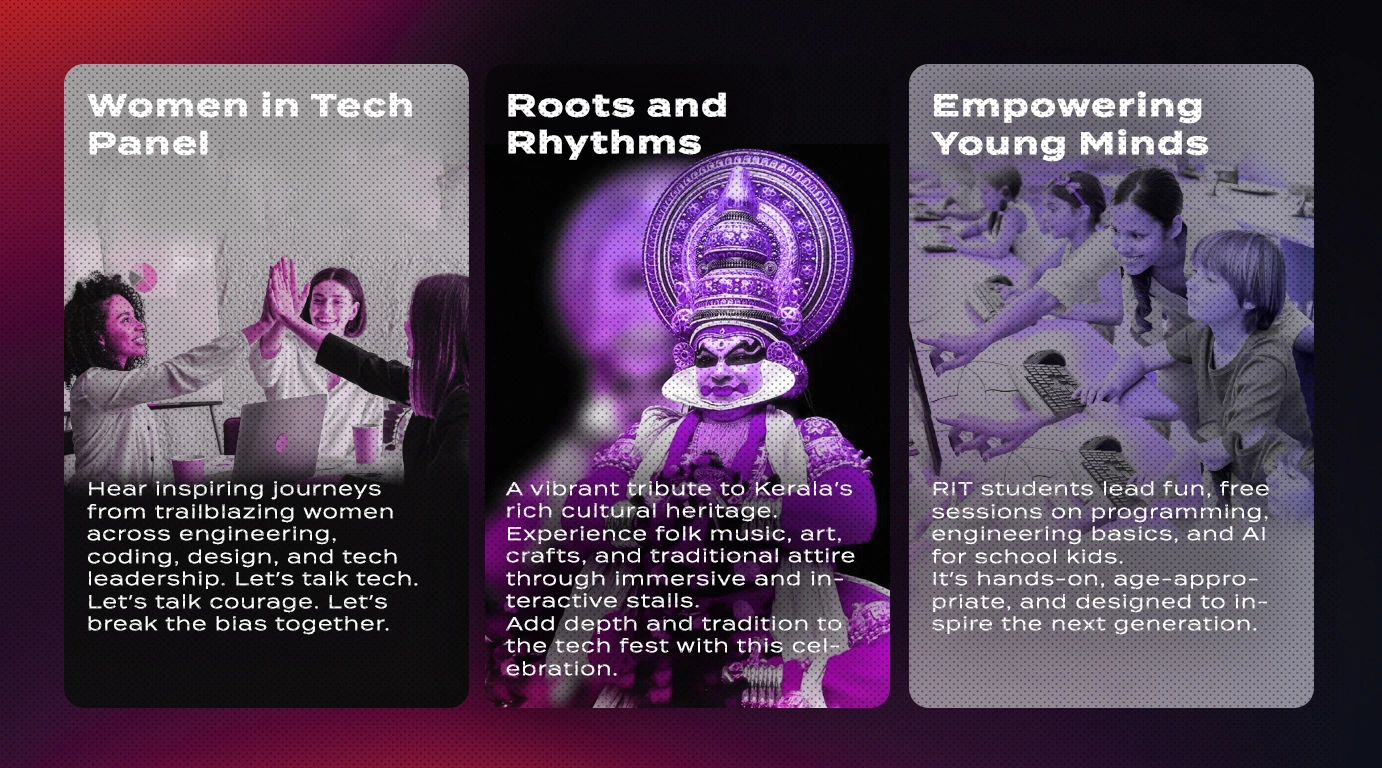 Women in Tech
Panel
Hear inspiring journeys
from trailblazing women
across engineering,
coding, design, and tech
leadership. Let's talk tech.
Let's talk courage. Let's
break the bias together.
Roots and
Rhythms
A vibrant tribute to Kerala's
rich cultural heritage.
Experience folk music, art,
crafts, and traditional attire
through immersive and in-
teractive stalls.
Add depth and tradition to
the tech fest with this cel-
ebration.
Empowering
Young Minds
RIT students lead fun, free
sessions on programming,
engineering basics, and AI
for school kids.
It's hands-on, age-appro-
priate, and designed to in-
spire the next generation.